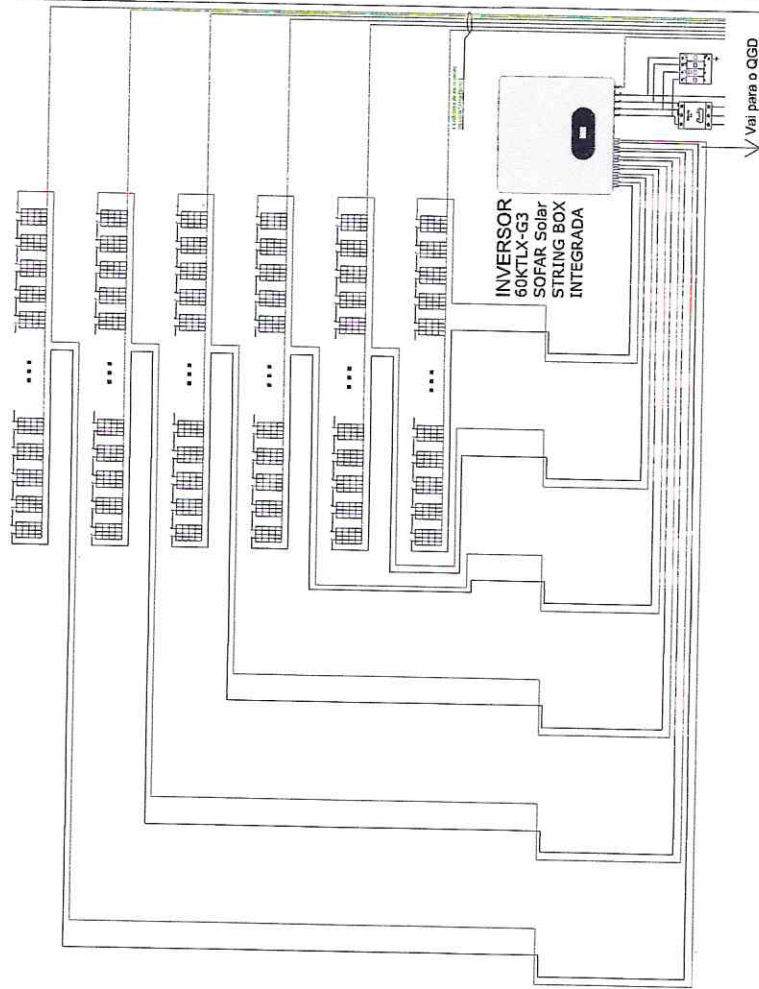 INVERSOR
60KTLX-G3
SOFAR Solar
STRING BOX
INTEGRADA
Vai para o QGD